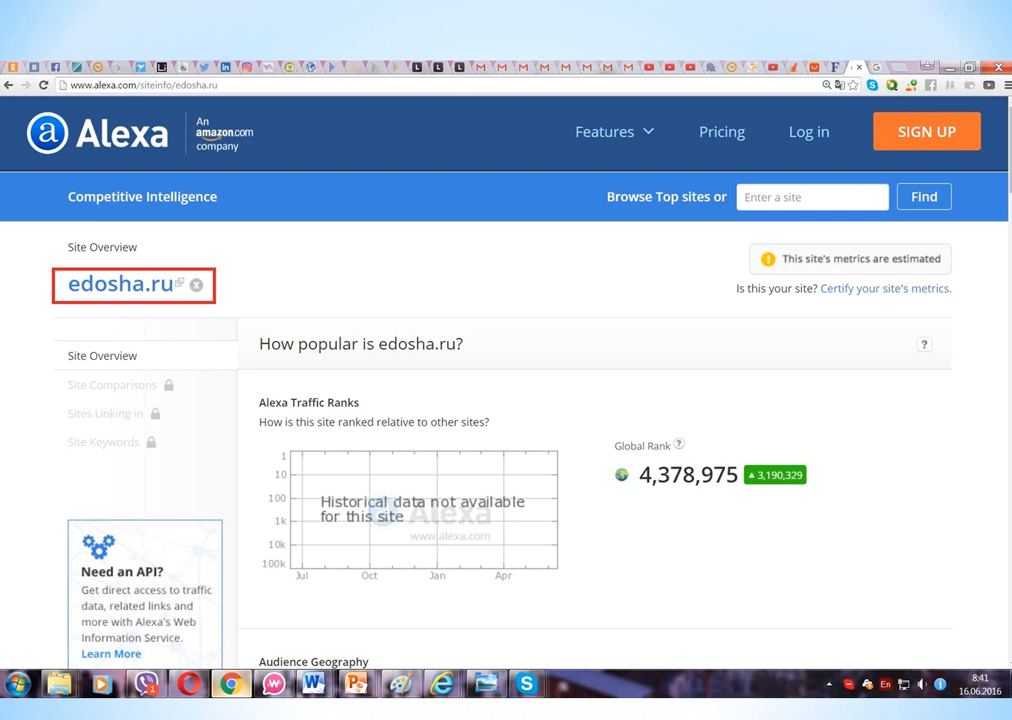 www.alexa.com/siteinfo/edosha.ru
a Alexa
An
amazon.com
company
Features
Pricing
Log in
SIGN UP
Competitive Intelligence
Browse Top sites or
Enter a site
Find
Site Overview
edosha.ru
This site's metrics are estimated
Is this your site? Certify your site's metrics.
Site Overview
Site Comparisons
Sites Linking in
Site Keywords
How popular is edosha.ru?
?
Alexa Traffic Ranks
How is this site ranked relative to other sites?
Global Rank ?
4,378,975
3,190,329
1
10
100
1k
10k
100k
Historical data not available
for this site
Alexa
www.alexa.com
Jul
Oct
Jan
Apr
Need an API?
Get direct access to traffic
data, related links and
more with Alexa's Web
Information Service.
Learn More
Audience Geography
En
8:41
16.06.2016